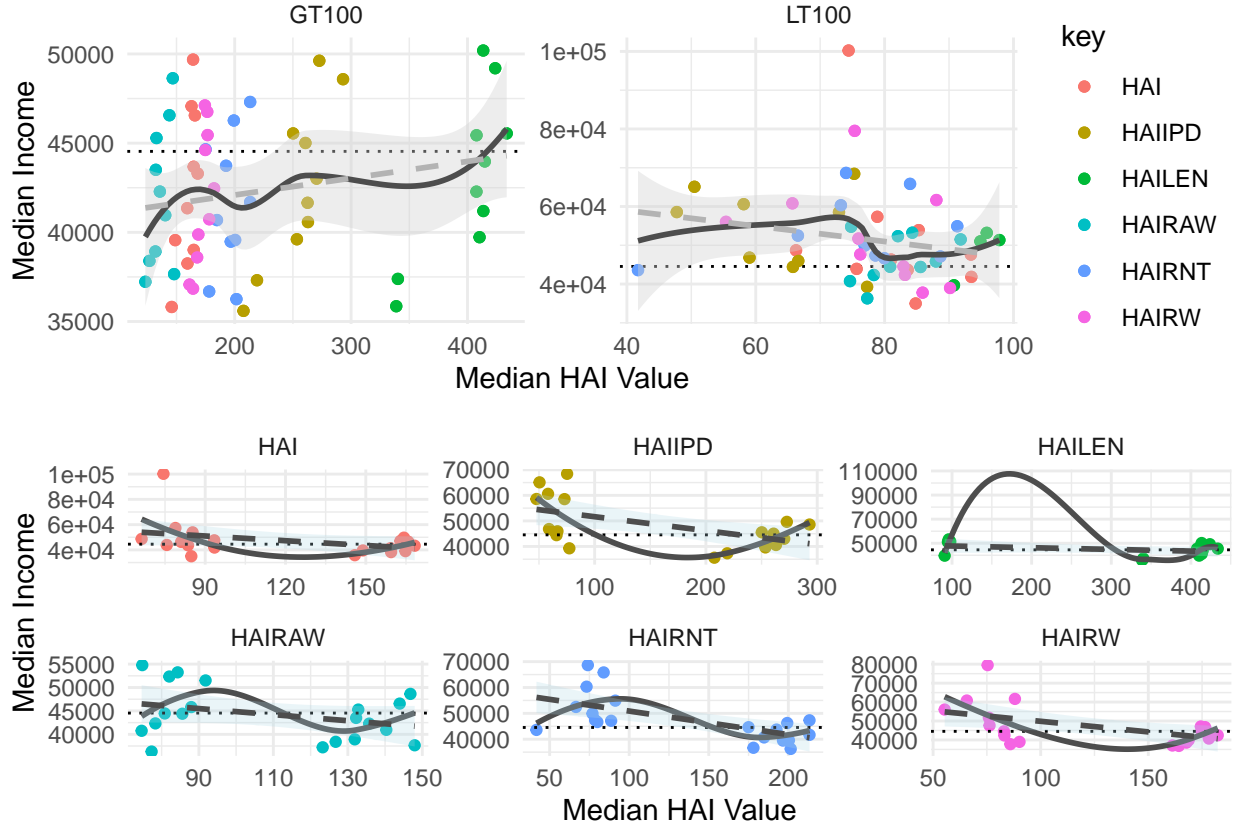 GT100 LT100
key
HAI
HAIIPD
HAILEN
HAIRAW
HAIRNT
HAIRW
Median Income
50000
45000
40000
35000
200 300 400
1e+05
8e+04
6e+04
4e+04
40 60 80 100
Median HAI Value
Median Income
HAI HAIIPD HAILEN
1e+05
8e+04
6e+04
4e+04
90 120 150
70000
60000
50000
40000
100 200 300
110000
90000
70000
50000
100 200 300 400
HAIRAW HAIRNT HAIRW
55000
50000
45000
40000
90 120 150
70000
60000
50000
40000
50 100 150 200
80000
70000
60000
50000
40000
50 100 150
Median HAI Value